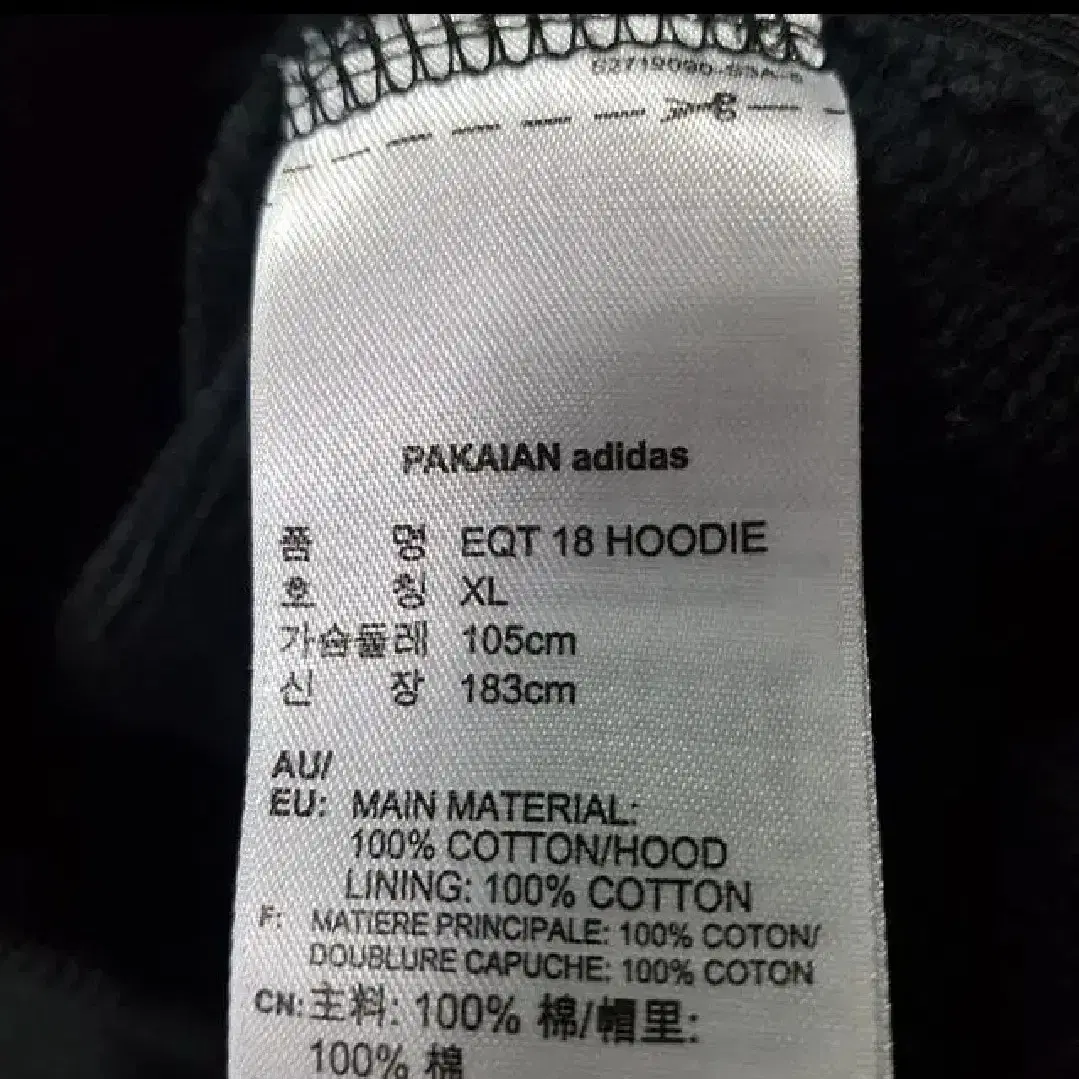 PAKAIAN adidas
품 명 EQT 18 HOODIE
호 칭 XL
가슴둘레 105cm
신 장 183cm
AU/
EU: MAIN MATERIAL:
100% COTTON/HOOD
LINING: 100% COTTON
F: MATIERE PRINCIPALE: 100% COTON/
DOUBLURE CAPUCHE: 100% COTON
CN: 主料: 100% 棉/帽里:
100% 棉